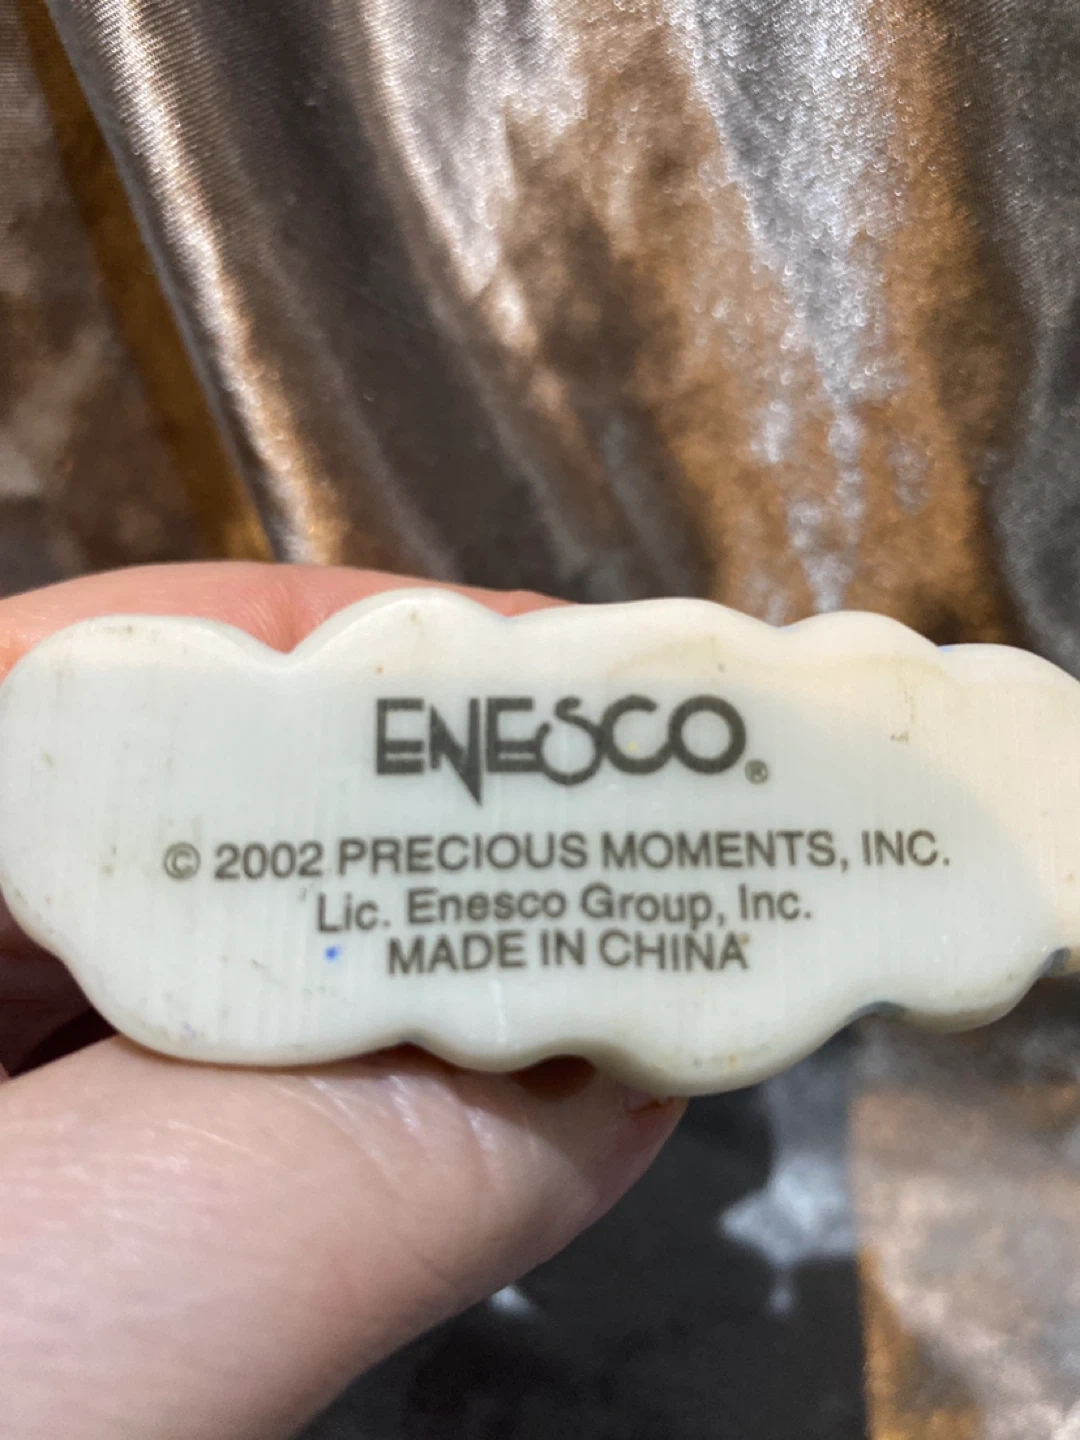 ENESCO®
© 2002 PRECIOUS MOMENTS, INC.
Lic. Enesco Group, Inc.
MADE IN CHINA